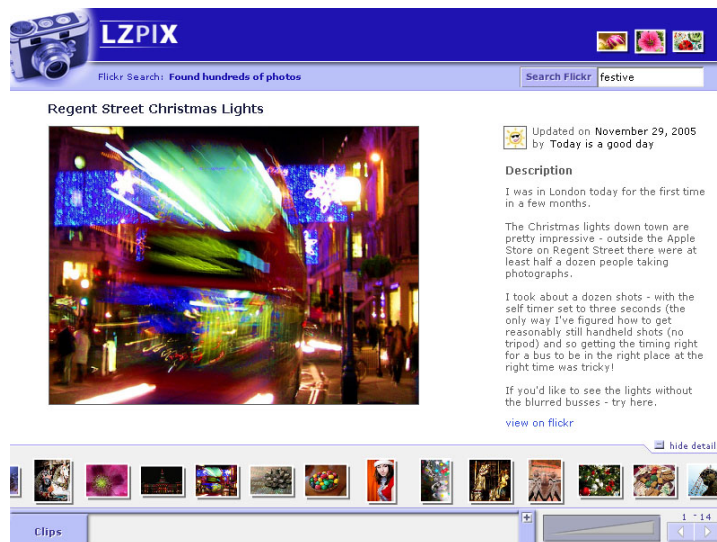 LZPIX
Flickr Search: Found hundreds of photos
Search Flickr
festive
Regent Street Christmas Lights
Updated on November 29, 2005
by Today is a good day
Description
I was in London today for the first time
in a few months.
The Christmas lights down town are
pretty impressive - outside the Apple
Store on Regent Street there were at
least half a dozen people taking
photographs.
I took about a dozen shots - with the
self timer set to three seconds (the
only way I've figured how to get
reasonably still handheld shots (no
tripod) and so getting the timing right
for a bus to be in the right place at the
right time was tricky!
If you'd like to see the lights without
the blurred busses - try here.
view on flickr
hide detail
Clips
1 - 14